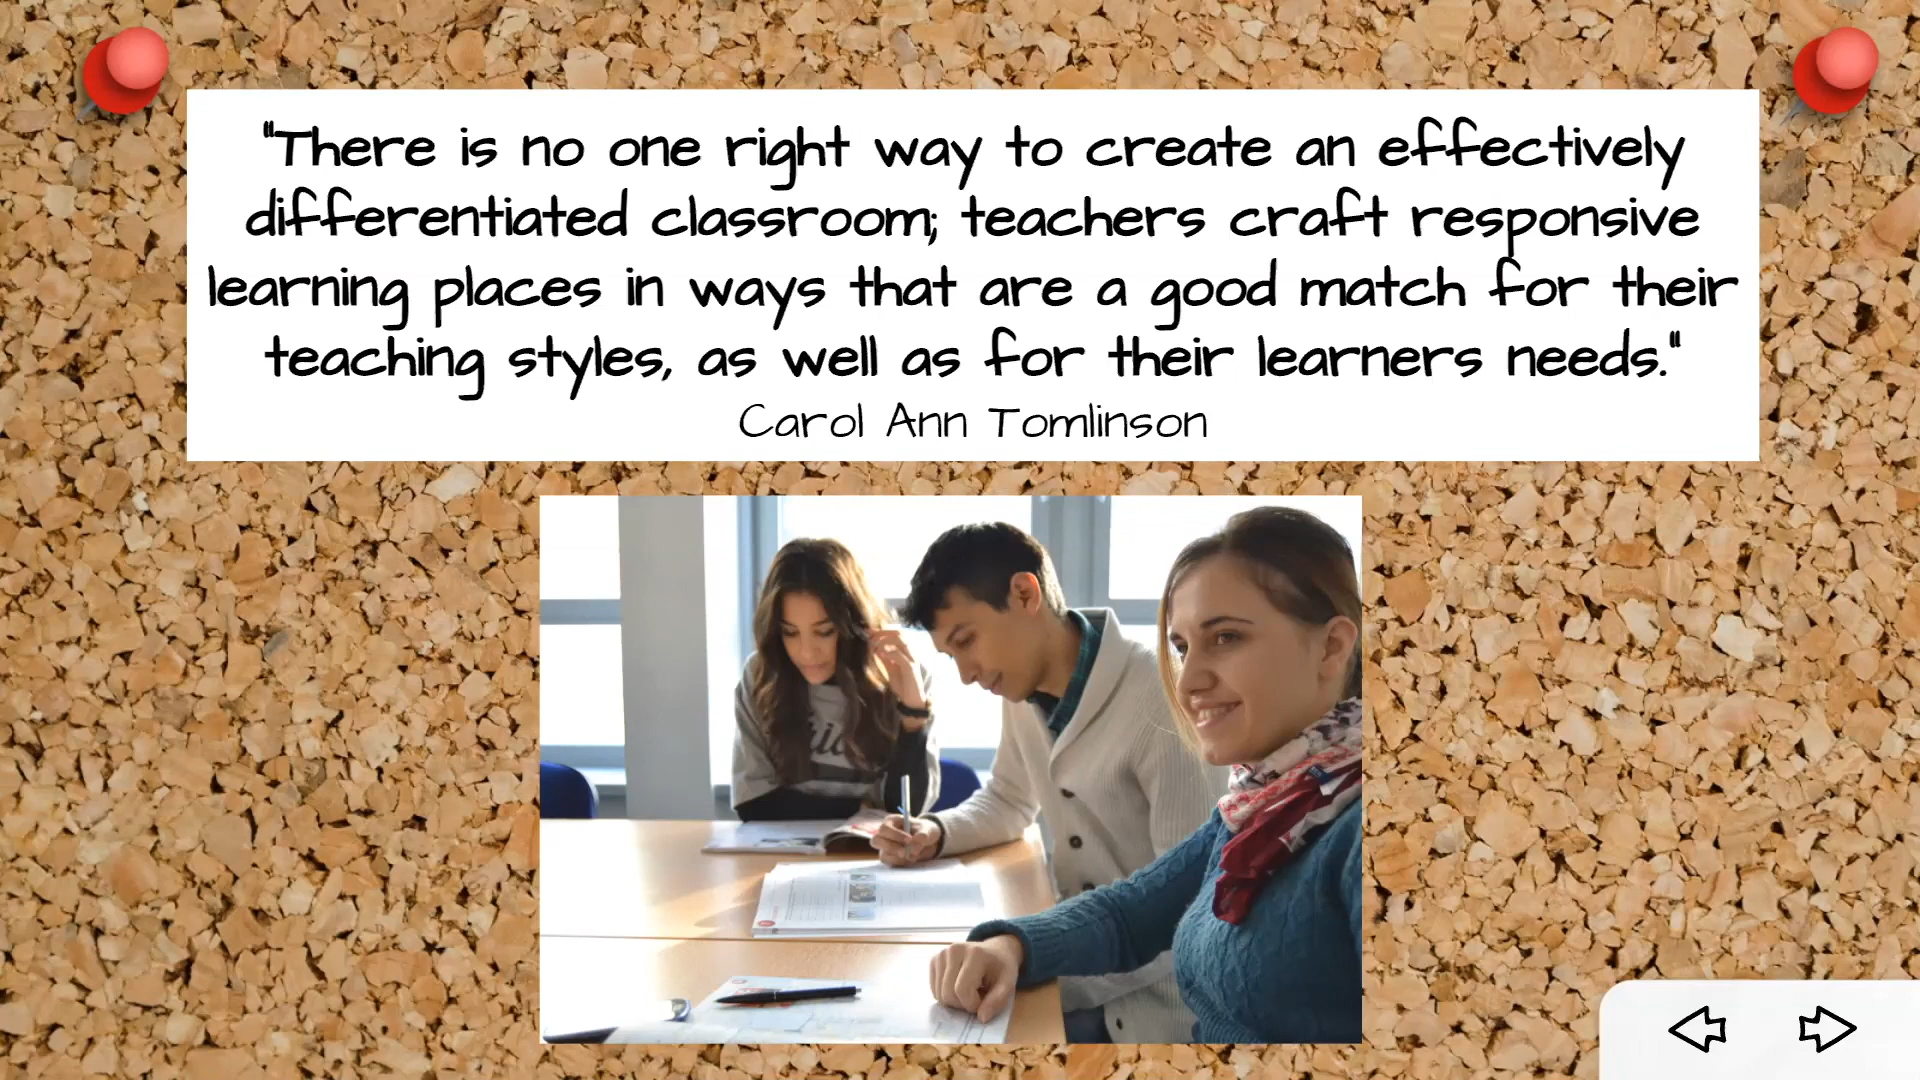 "There is no one right way to create an effectively
differentiated classroom; teachers craft responsive
learning places in ways that are a good match for their
teaching styles, as well as for their learners needs."
Carol Ann Tomlinson